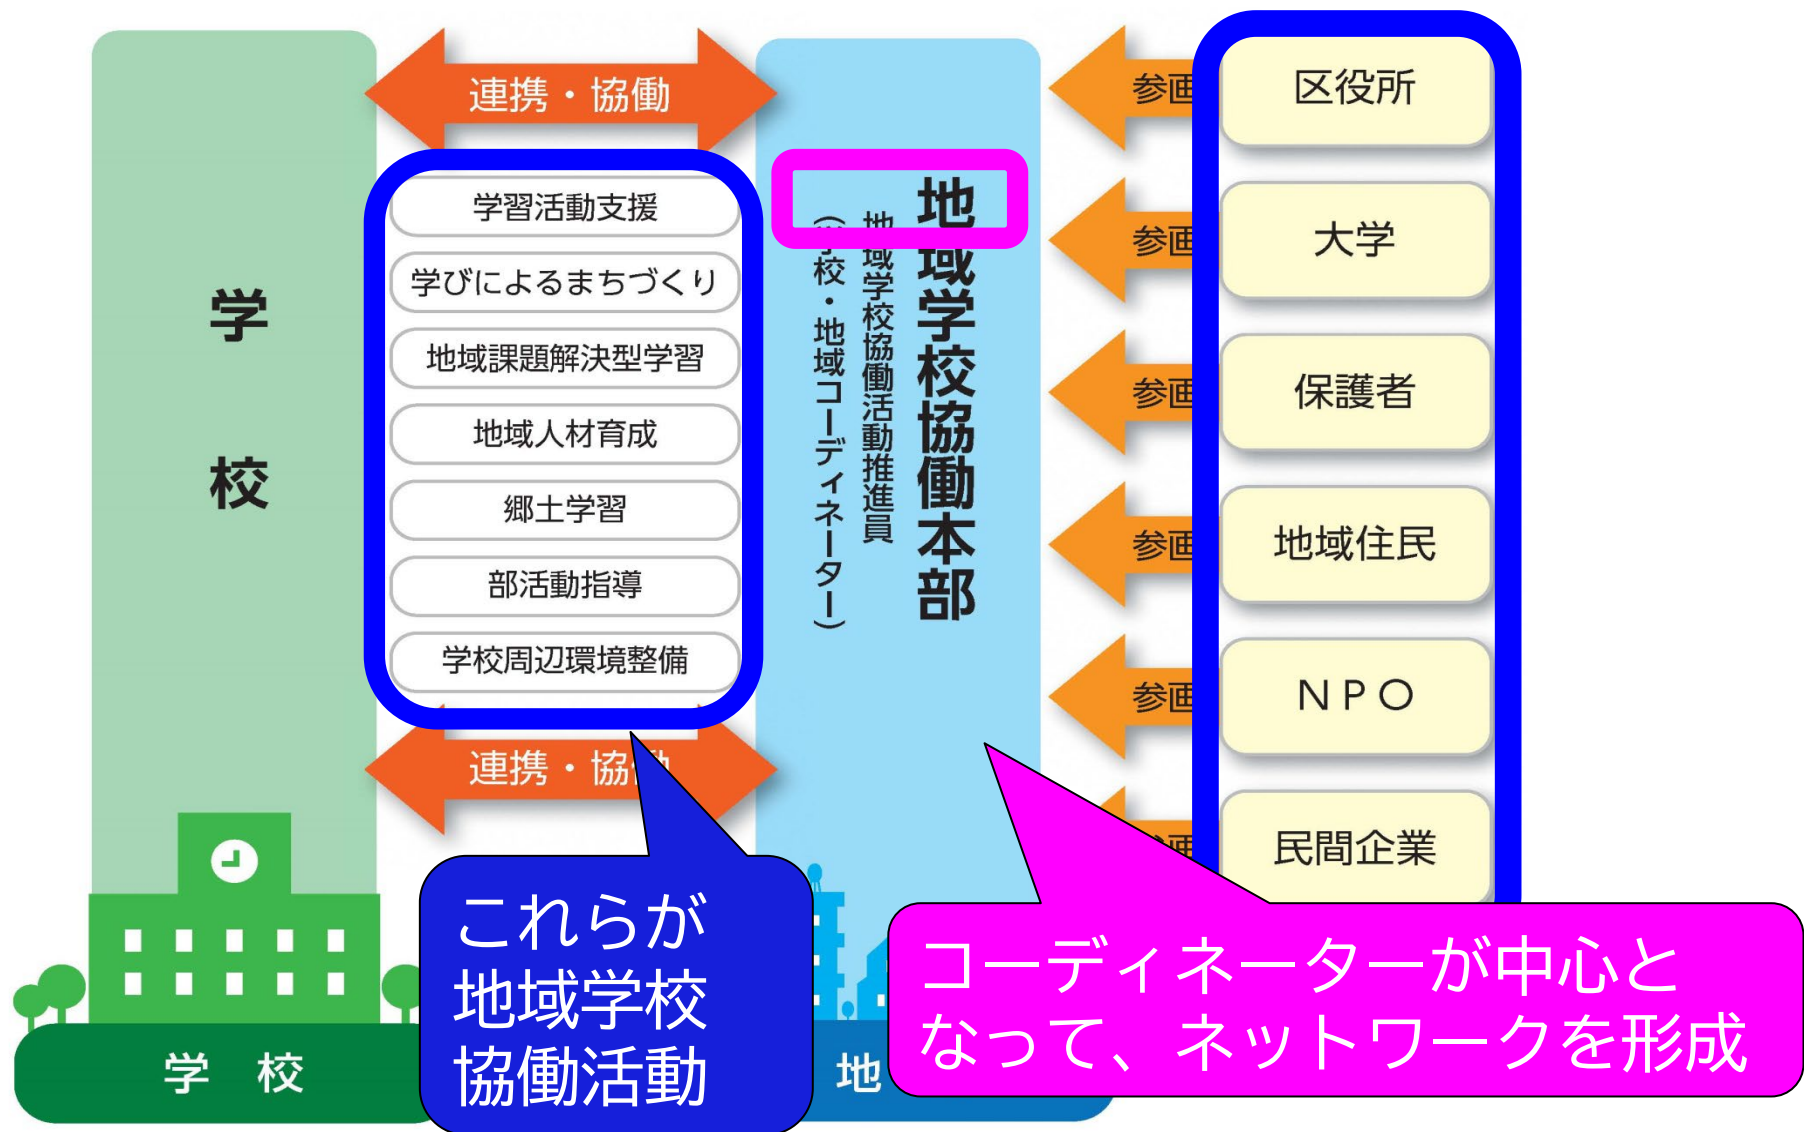 連携・協働
学校
学習活動支援
学びによるまちづくり
地域課題解決型学習
地域人材育成
郷土学習
部活動指導
学校周辺環境整備
連携・協働
地域学校協働本部
地域学校協働活動推進員
(学校・地域コーディネーター)
参画
区役所
参画
大学
参画
保護者
参画
地域住民
参画
NPO
参画
民間企業
これらが
地域学校
協働活動
コーディネーターが中心と
なって、ネットワークを形成
学校
地